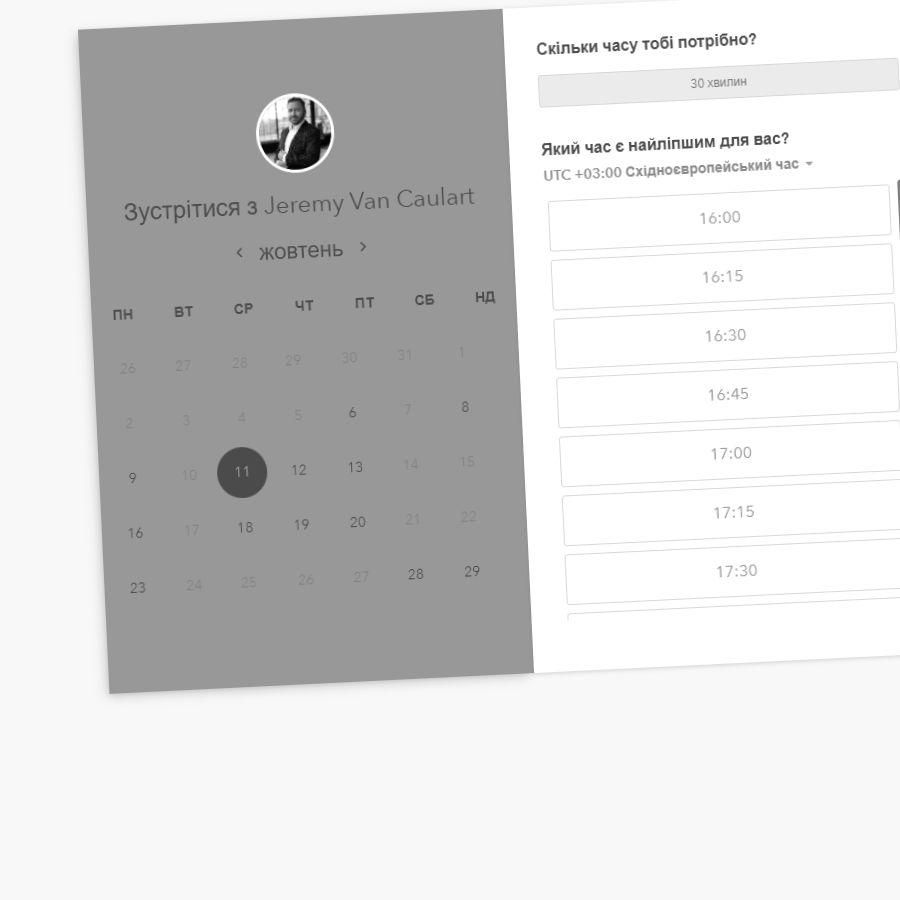 Зустрітися з Jeremy Van Caulart
жовтень
ПН ВТ СР ЧТ ПТ СБ НД
26 27 28 29 30 31 1
2 3 4 5 6 7 8
9 10 11 12 13 14 15
16 17 18 19 20 21 22
23 24 25 26 27 28 29
Скільки часу тобі потрібно?
30 хвилин
Який час є найліпшим для вас?
UTC +03:00 Східноєвропейський час
16:00
16:15
16:30
16:45
17:00
17:15
17:30